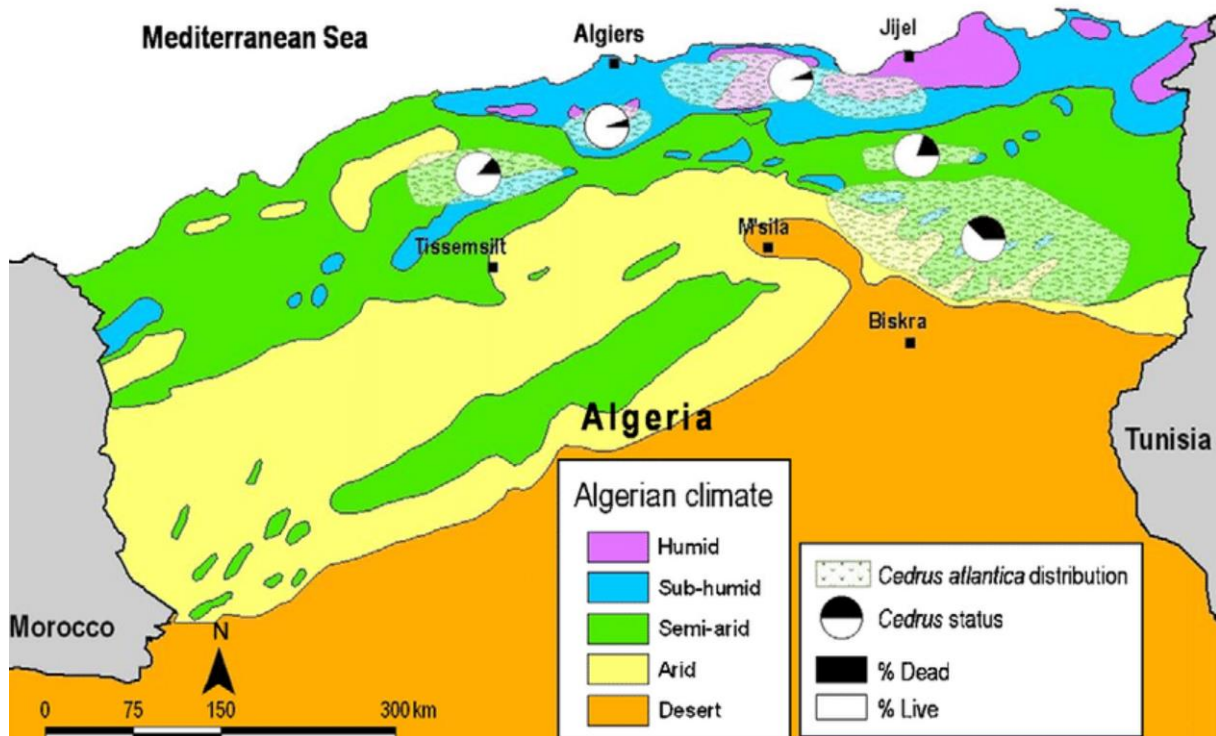 Mediterranean Sea
Algiers
Jijel
Tissemsilt
M'sila
Biskra
Algeria
Tunisia
Morocco
N
0 75 150 300 km
Algerian climate
Humid
Sub-humid
Semi-arid
Arid
Desert
Cedrus atlantica distribution
Cedrus status
% Dead
% Live